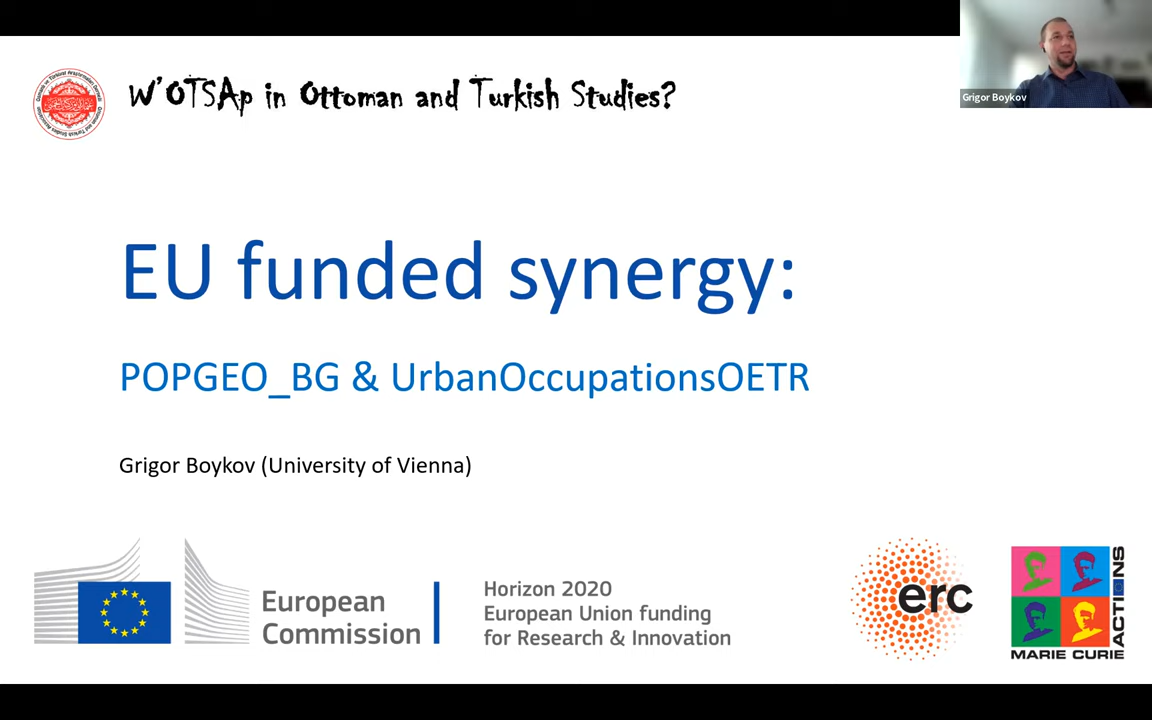 W'OTSAp in Ottoman and Turkish Studies?
Grigor Boykov
EU funded synergy:
POPGEO_BG & UrbanOccupationsOETR
Grigor Boykov (University of Vienna)
European
Commission
Horizon 2020
European Union funding
for Research & Innovation
erc
MARIE CURIE
ACTIONS